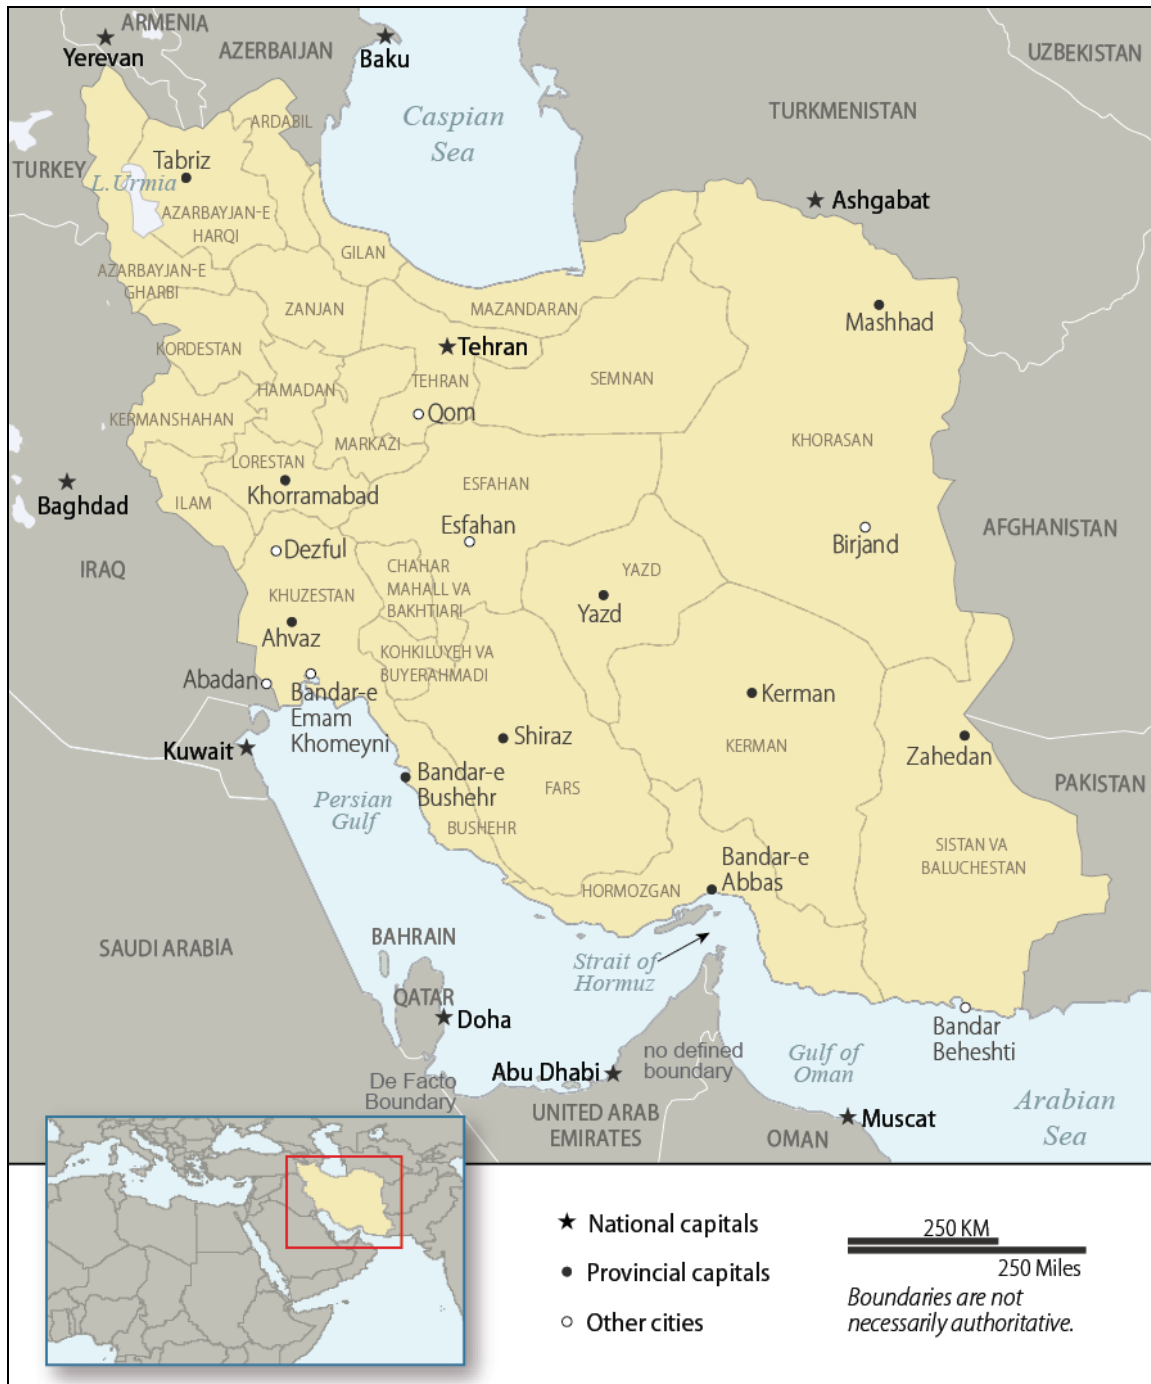 ARMENIA
Yerevan
AZERBAIJAN
Baku
UZBEKISTAN
Caspian
Sea
TURKMENISTAN
ARDABIL
TURKEY
Tabriz
L.Urmia
Ashgabat
AZARBAYJAN-E
HARQI
GILAN
AZARBAYJAN-E
GHARBI
ZANJAN
MAZANDARAN
Mashhad
KORDESTAN
Tehran
HAMADAN
TEHRAN
SEMNAN
KERMANSHAHAN
Qom
MARKAZI
KHORASAN
LORESTAN
Khorramabad
ESFAHAN
Baghdad
ILAM
Esfahan
Birjand
AFGHANISTAN
IRAQ
Dezful
CHAHAR
MAHALL VA
BAKHTIARI
YAZD
KHUZESTAN
Yazd
Ahvaz
KOHKILUYEH VA
BUYERAHMADI
Abadan
Bandar-e
Emam
Khomeyni
Kerman
Kuwait
Shiraz
KERMAN
Zahedan
Bandar-e
Bushehr
FARS
PAKISTAN
Persian
Gulf
BUSHEHR
SISTAN VA
BALUCHESTAN
Bandar-e
Abbas
HORMOZGAN
SAUDI ARABIA
BAHRAIN
Strait of
Hormuz
QATAR
Doha
Bandar
Beheshti
no defined
boundary
Gulf of
Oman
Abu Dhabi
De Facto
Boundary
UNITED ARAB
EMIRATES
OMAN
Muscat
Arabian
Sea
National capitals
Provincial capitals
Other cities
250 KM
250 Miles
Boundaries are not
necessarily authoritative.